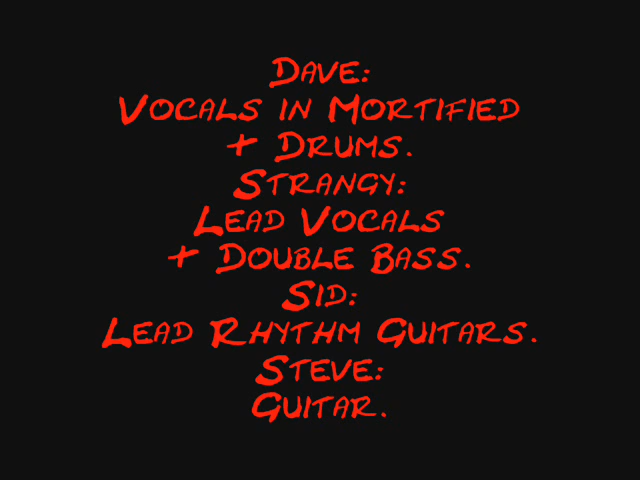 Dave:
Vocals in Mortified
+ Drums.
Strangy:
Lead Vocals
+ Double Bass.
Sid:
Lead Rhythm Guitars.
Steve:
Guitar.